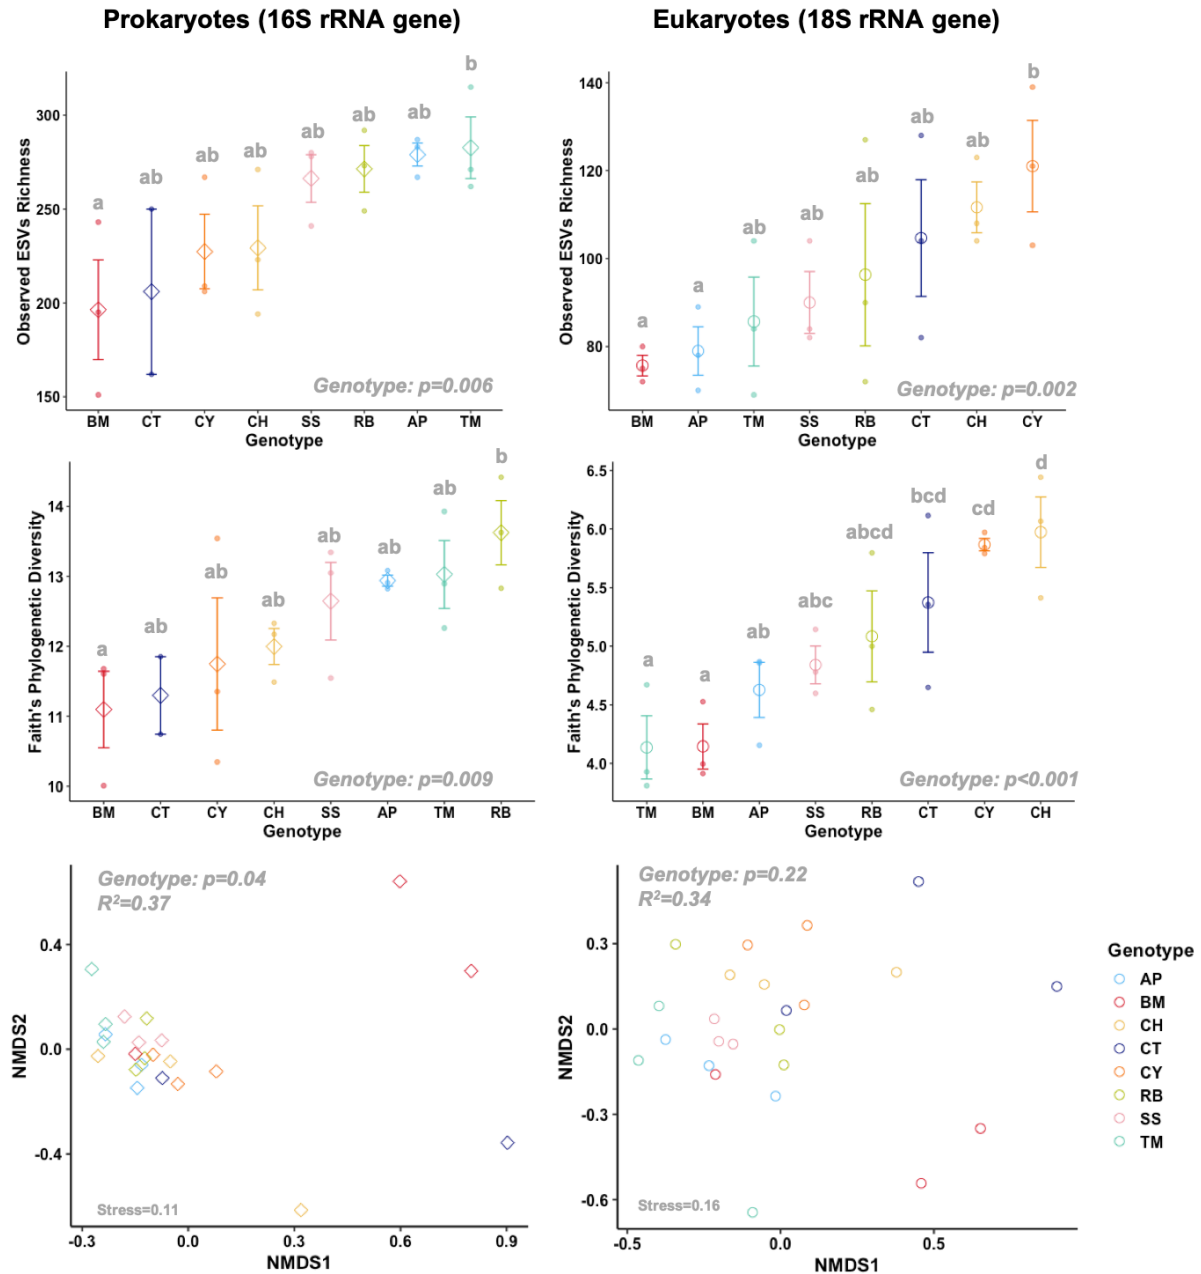 Prokaryotes (16S rRNA gene)
Eukaryotes (18S rRNA gene)
Observed ESVs Richness
300
250
200
150
a
ab
ab
ab
ab
ab
ab
b
Genotype: p=0.006
BM CT CY CH SS RB AP TM
Genotype
Observed ESVs Richness
140
120
100
80
a
a
ab
ab
ab
ab
ab
b
Genotype: p=0.002
BM AP TM SS RB CT CH CY
Genotype
Faith's Phylogenetic Diversity
14
13
12
11
10
a
ab
ab
ab
ab
ab
ab
b
Genotype: p=0.009
BM CT CY CH SS AP TM RB
Genotype
Faith's Phylogenetic Diversity
6.5
6.0
5.5
5.0
4.5
4.0
a
a
ab
abc
abcd
bcd
cd
d
Genotype: p<0.001
TM BM AP SS RB CT CY CH
Genotype
Genotype: p=0.04
R²=0.37
NMDS2
0.4
0.0
-0.4
Stress=0.11
-0.3 0.0 0.3 0.6 0.9
NMDS1
Genotype: p=0.22
R²=0.34
NMDS2
0.3
0.0
-0.3
-0.6
Stress=0.16
-0.5 0.0 0.5
NMDS1
Genotype
AP
BM
CH
CT
CY
RB
SS
TM